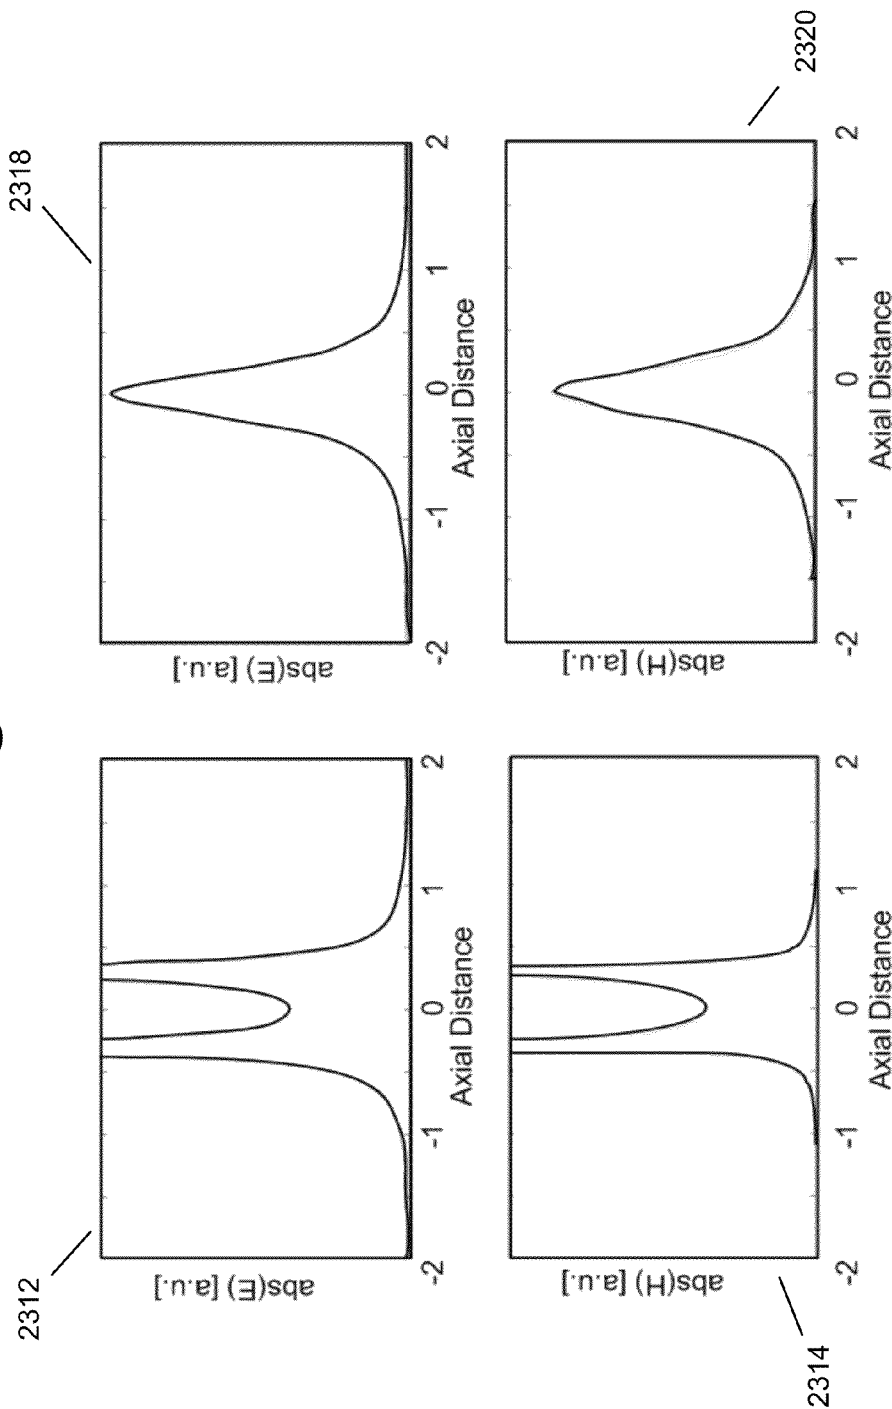 2312
abs(E) [a.u.]
-2 -1 0 1 2
Axial Distance
2318
abs(E) [a.u.]
-2 -1 0 1 2
Axial Distance
2314
abs(H) [a.u.]
-2 -1 0 1 2
Axial Distance
2320
abs(H) [a.u.]
-2 -1 0 1 2
Axial Distance